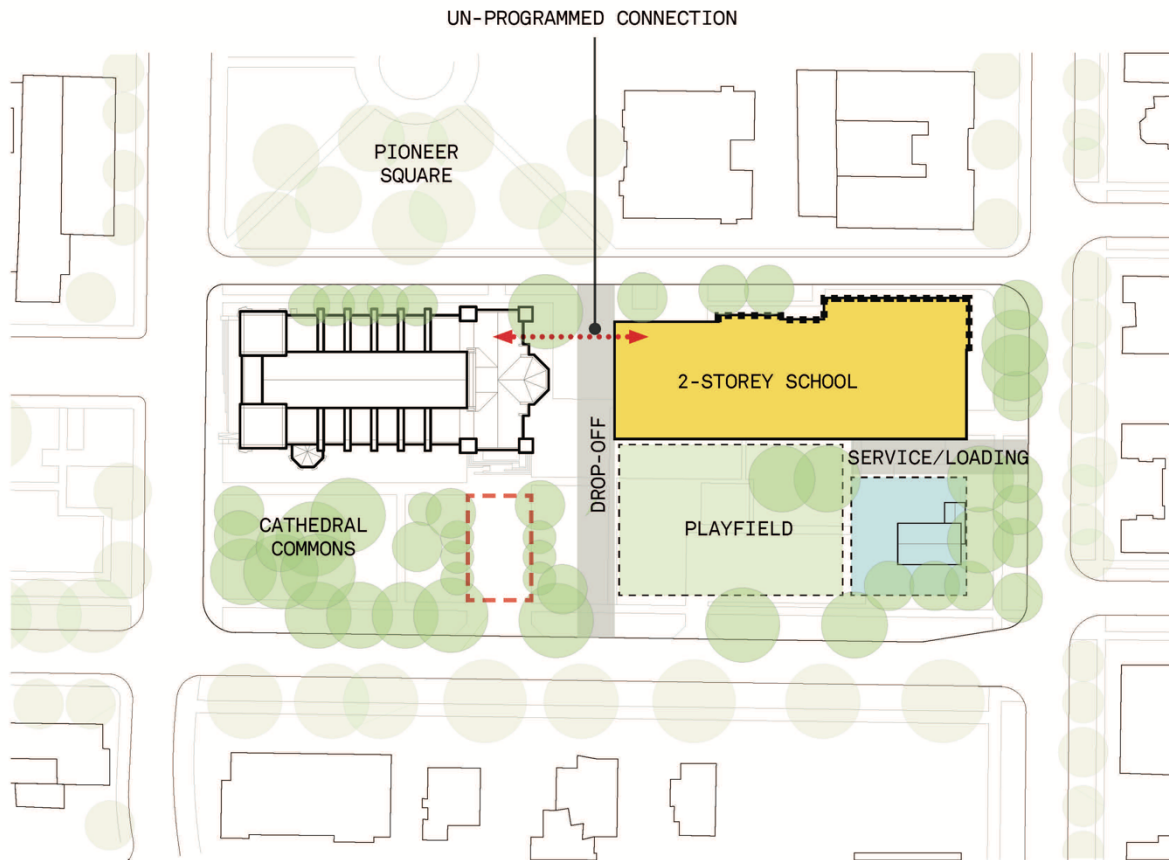 UN-PROGRAMMED CONNECTION
PIONEER
SQUARE
2-STOREY SCHOOL
DROP-OFF
SERVICE/LOADING
CATHEDRAL
COMMONS
PLAYFIELD